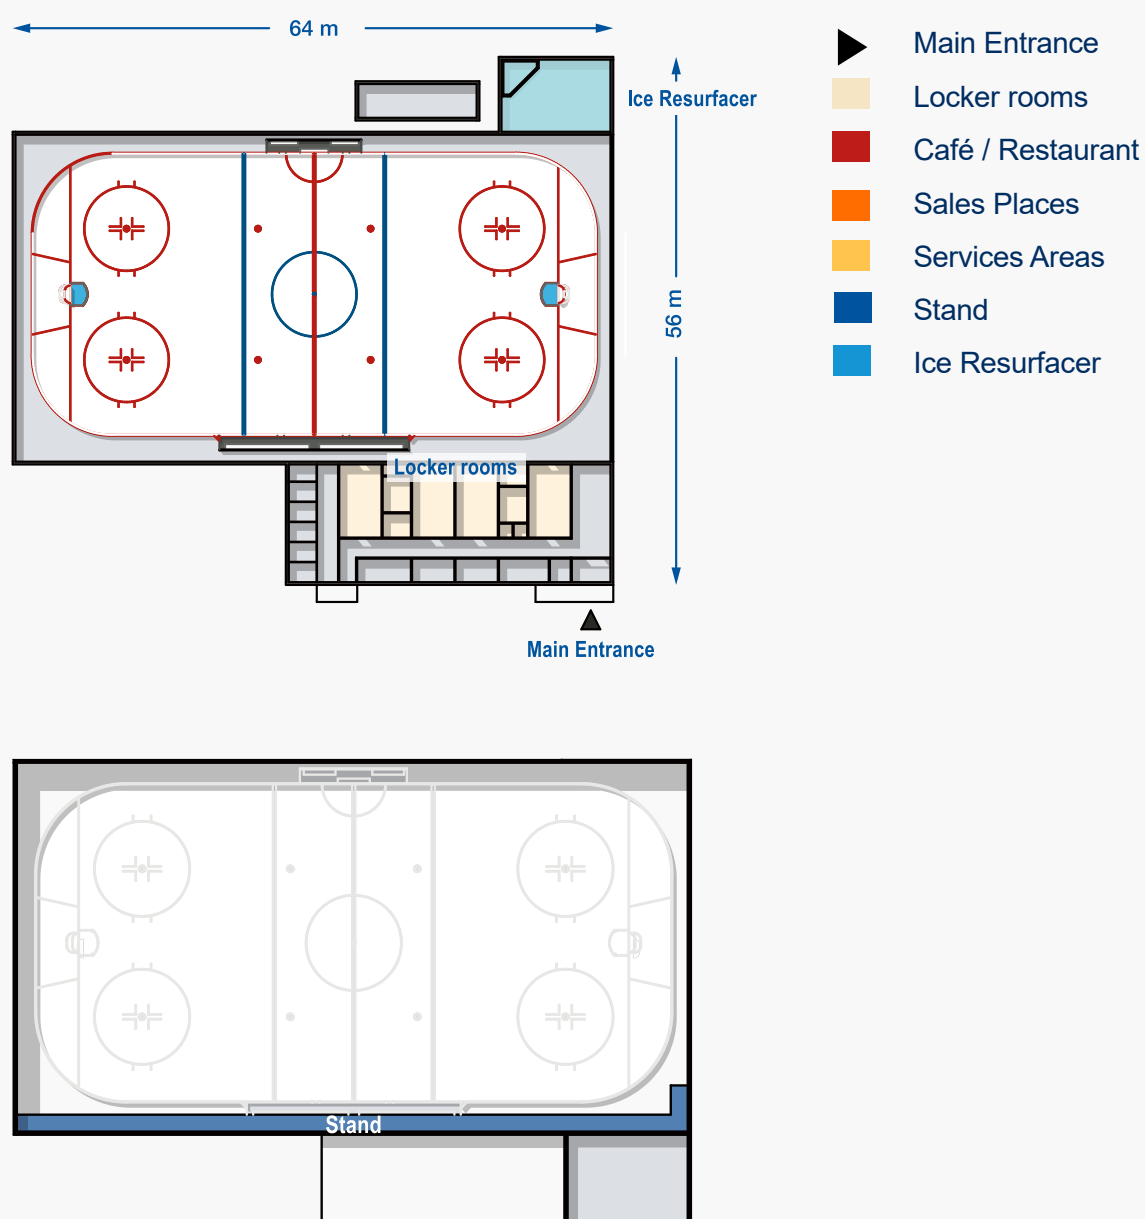 64 m
Ice Resurfacer
56 m
Locker rooms
Main Entrance
Main Entrance
Locker rooms
Café / Restaurant
Sales Places
Services Areas
Stand
Ice Resurfacer
Stand